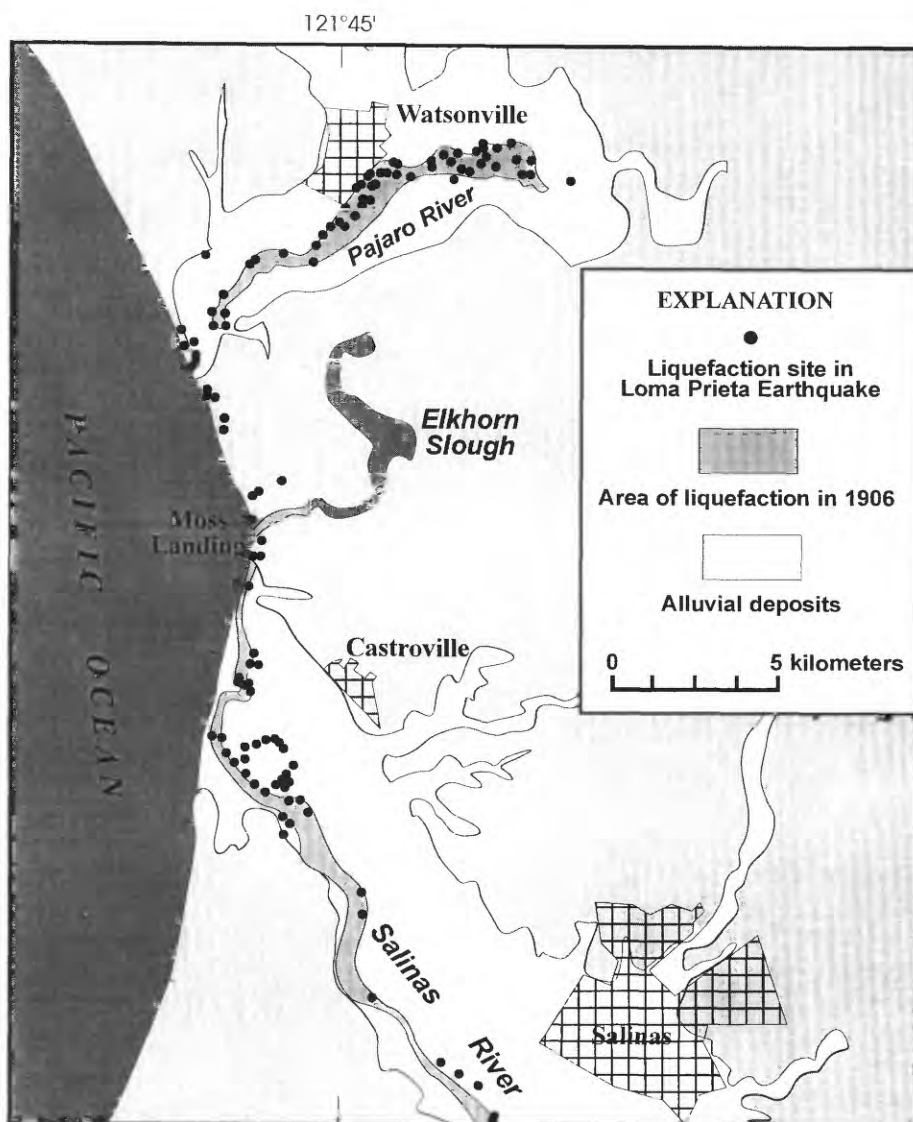 121°45'
Watsonville
Pajaro River
EXPLANATION
Liquefaction site in
Loma Prieta Earthquake
Area of liquefaction in 1906
Alluvial deposits
0 5 kilometers
Elkhorn
Slough
PACIFIC OCEAN
Moss
Landing
Castroville
Salinas River
Salinas